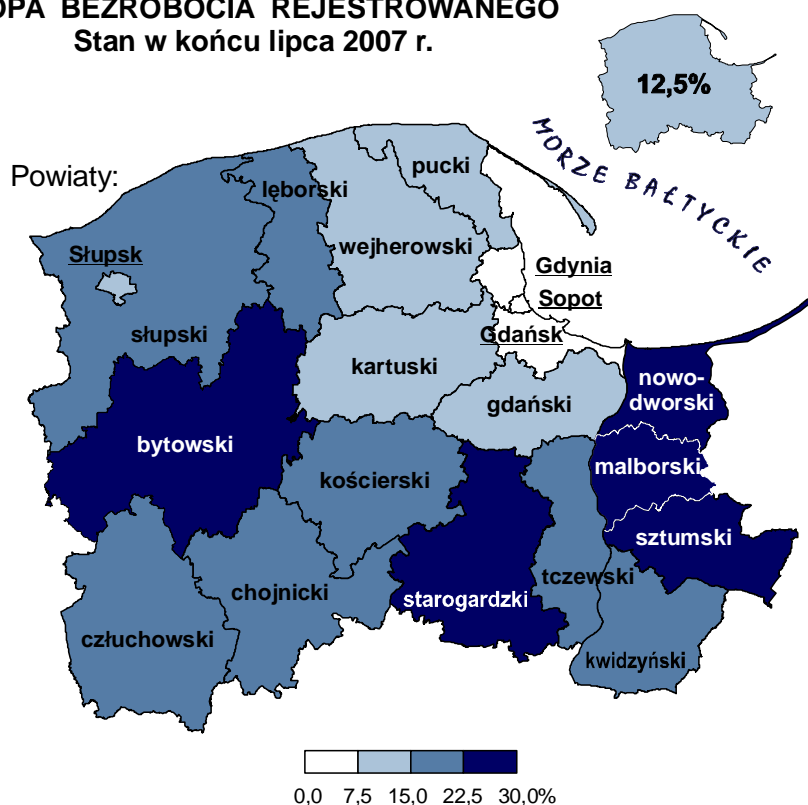 BEZROBOCIA REJESTROWANEGO
Stan w końcu lipca 2007 r.
12,5%
MORZE BAŁTYCKIE
Powiaty:
pucki
lęborski
wejherowski
Słupsk
Gdynia
Sopot
słupski
Gdańsk
kartuski
nowo-
dworski
gdański
bytowski
malborski
kościerski
sztumski
tczewski
chojnicki
starogardzki
człuchowski
kwidzyński
0,0 7,5 15,0 22,5 30,0%